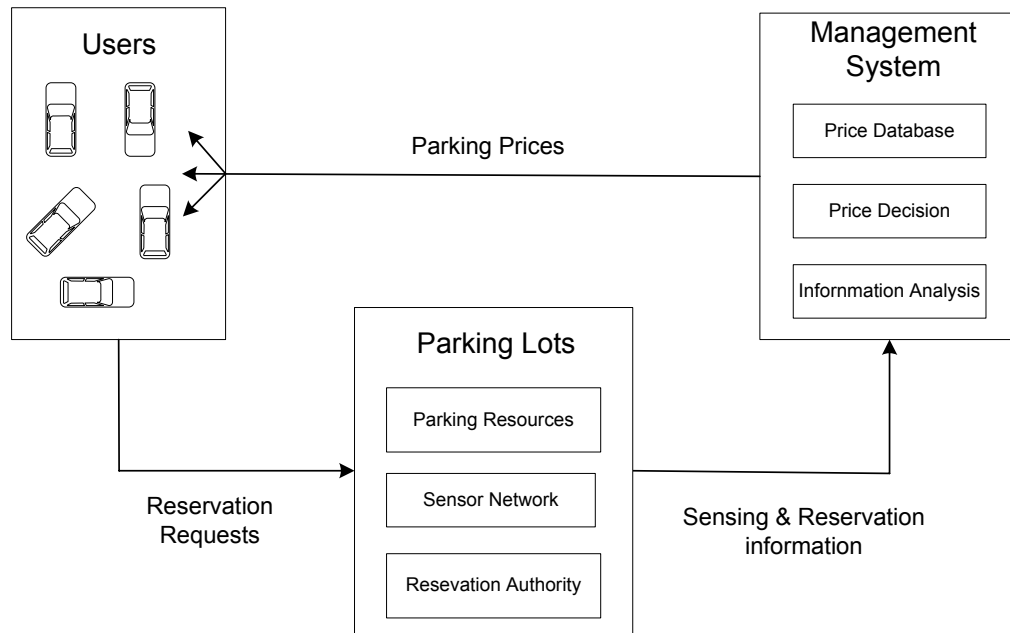 Users
Parking Prices
Management
System
Price Database
Price Decision
Infornmation Analysis
Parking Lots
Parking Resources
Sensor Network
Resevation Authority
Reservation
Requests
Sensing & Reservation
information